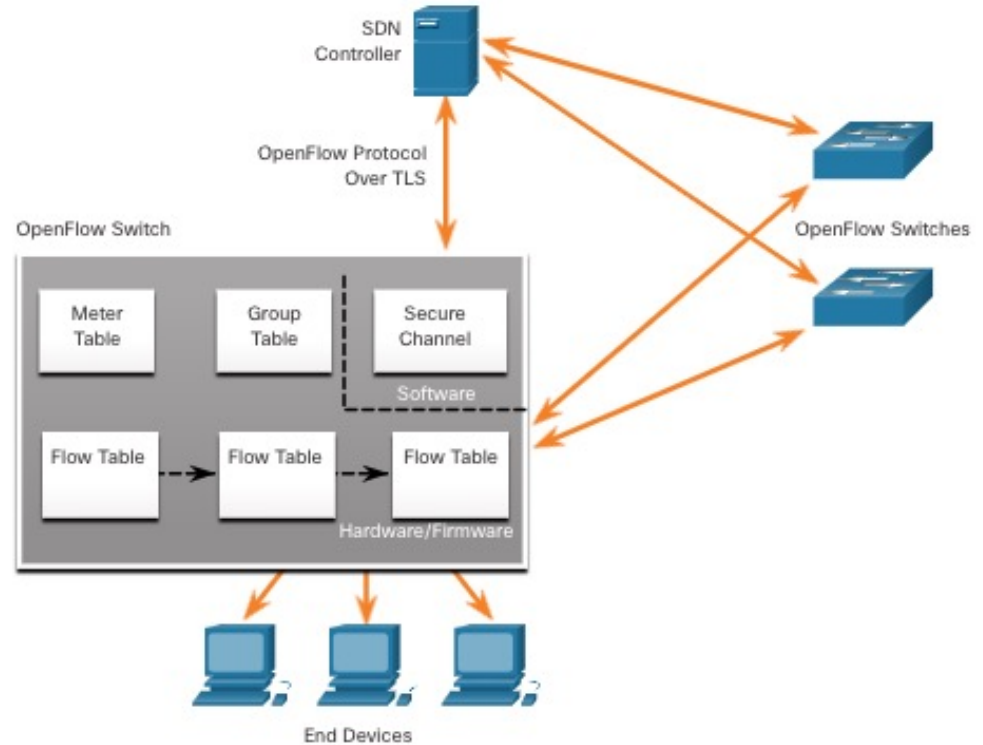 SDN
Controller
OpenFlow Protocol
Over TLS
OpenFlow Switch
OpenFlow Switches
Meter
Table
Group
Table
Secure
Channel
Software
Flow Table
Flow Table
Flow Table
Hardware/Firmware
End Devices